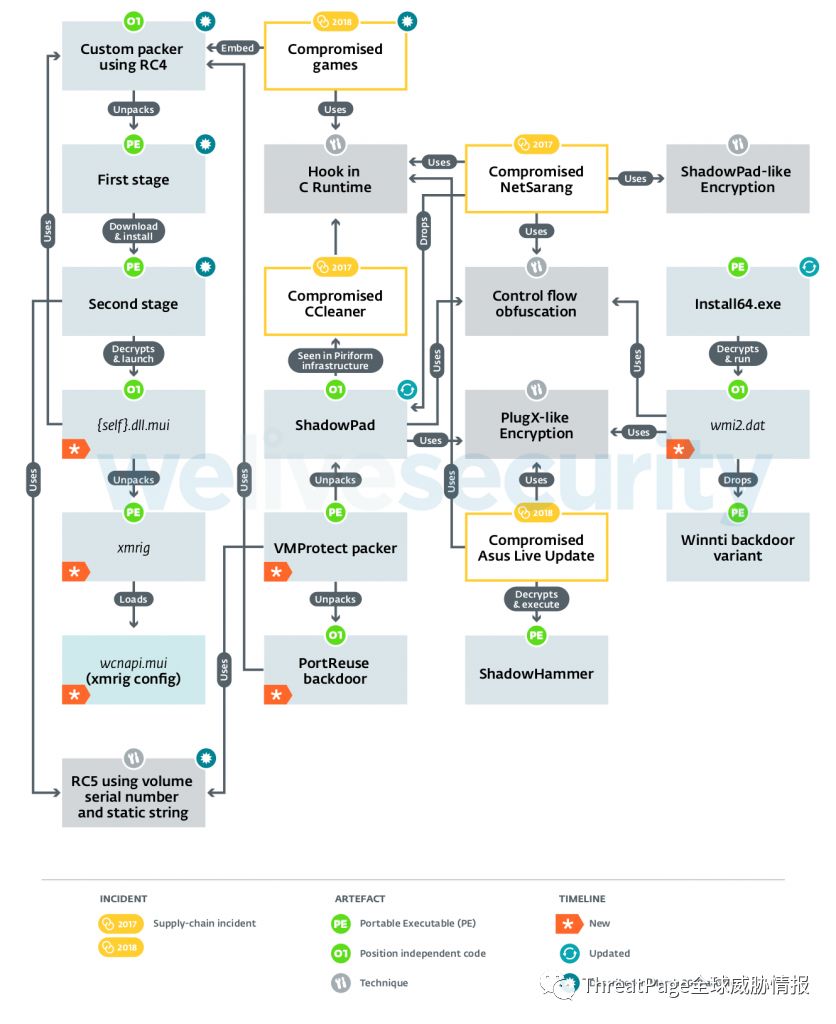 01
2018
Custom packer
using RC4
Embed
Compromised
games
Unpacks
Uses
PE
2017
First stage
Hook in
C Runtime
Uses
Compromised
NetSarang
Uses
ShadowPad-like
Encryption
Download
& install
Uses
Drops
Uses
PE
2017
PE
Second stage
Compromised
CCleaner
Control flow
obfuscation
Install64.exe
Decrypts
& launch
Seen in Piriform
infrastructure
Uses
Uses
Decrypts
& run
01
01
01
{self}.dll.mui
ShadowPad
Uses
PlugX-like
Encryption
Uses
wmi2.dat
welivesecurity
Uses
Unpacks
Uses
Unpacks
Uses
Uses
Drops
PE
PE
2018
PE
xmrig
VMProtect packer
Compromised
Asus Live Update
Winnti backdoor
variant
Loads
Unpacks
Decrypts
& execute
01
PE
wcnapi.mui
(xmrig config)
Uses
PortReuse
backdoor
ShadowHammer
RC5 using volume
serial number
and static string
INCIDENT
2017
Supply-chain incident
2018
ARTEFACT
PE
Portable Executable (PE)
01
Position independent code
Technique
TIMELINE
New
Updated
ThreatPage全球威胁情报